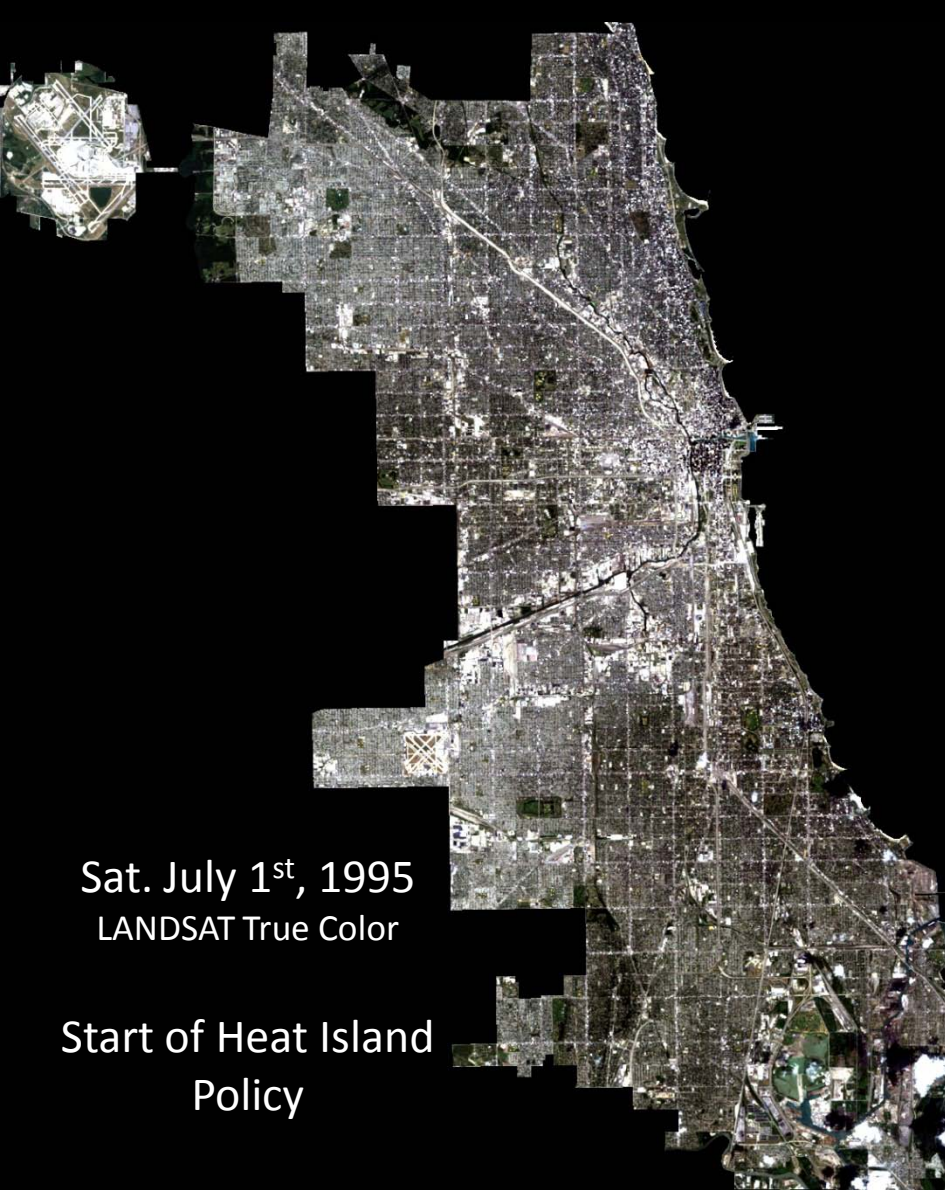 Sat. July 1st, 1995
LANDSAT True Color
Start of Heat Island
Policy